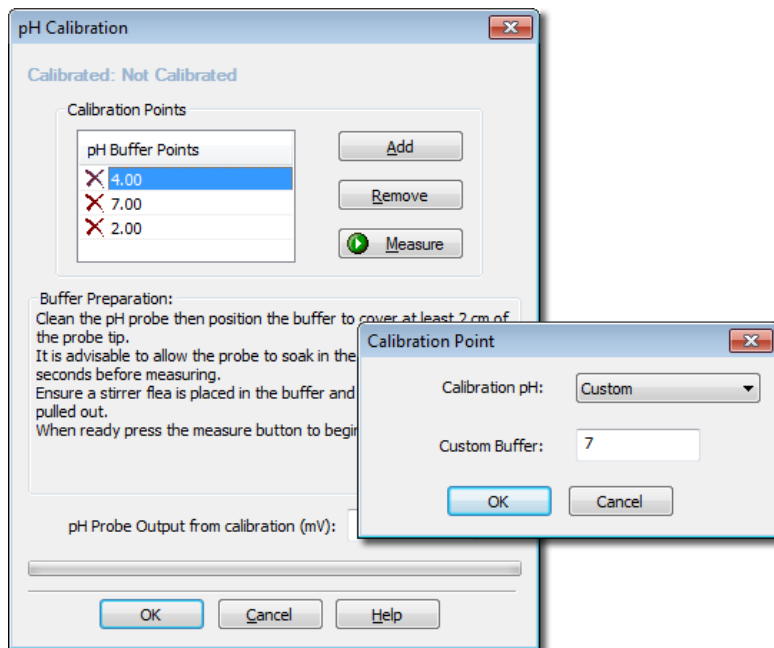 pH Calibration
Calibrated: Not Calibrated
Calibration Points
pH Buffer Points
4.00
7.00
2.00
Add
Remove
Measure
Buffer Preparation:
Clean the pH probe then position the buffer to cover at least 2 cm of
the probe tip.
It is advisable to allow the probe to soak in the
seconds before measuring.
Ensure a stirrer flea is placed in the buffer and
pulled out.
When ready press the measure button to begin
pH Probe Output from calibration (mV):
OK
Cancel
Help
Calibration Point
Calibration pH:
Custom
Custom Buffer:
7
OK
Cancel